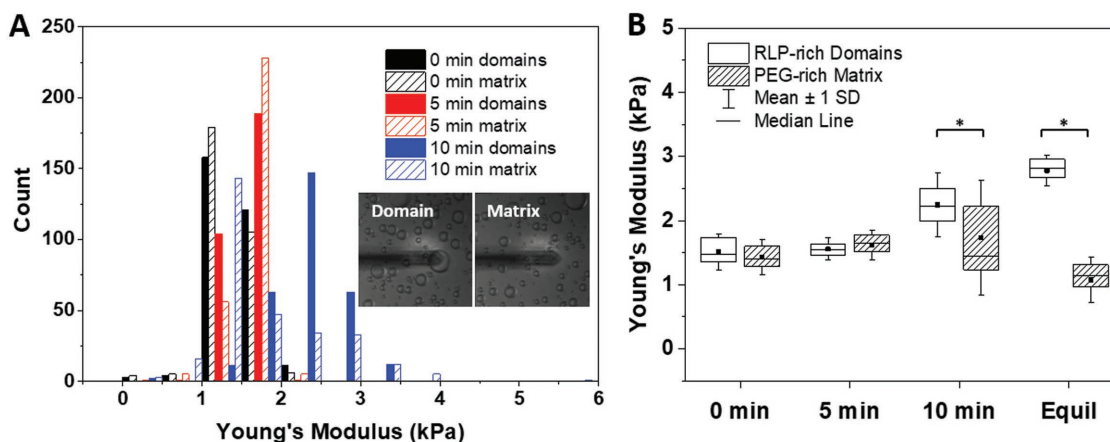 A
250
200
150
100
50
0
Count
0 min domains
0 min matrix
5 min domains
5 min matrix
10 min domains
10 min matrix
Domain
Matrix
0 1 2 3 4 5 6
Young's Modulus (kPa)
B
5
4
3
2
1
0
Young's Modulus (kPa)
RLP-rich Domains
PEG-rich Matrix
Mean ± 1 SD
Median Line
* *
0 min 5 min 10 min Equil